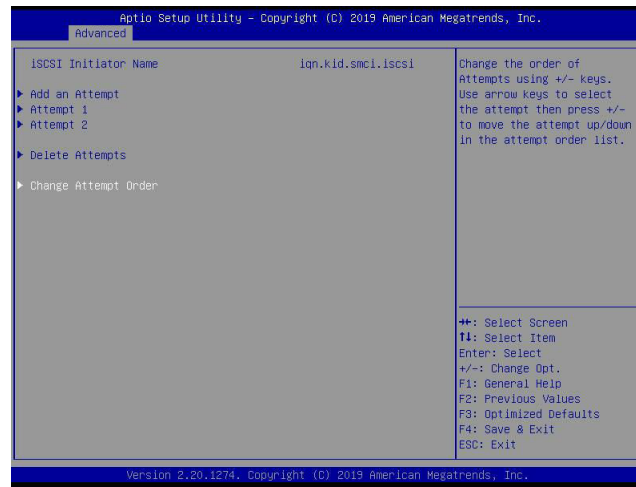 Aptio Setup Utility – Copyright (C) 2019 American Megatrends, Inc.
Advanced
iSCSI Initiator Name iqn.kid.smci.iscsi
Add an Attempt
Attempt 1
Attempt 2
Delete Attempts
Change Attempt Order
Change the order of
Attempts using +/- keys.
Use arrow keys to select
the attempt then press +/-
to move the attempt up/down
in the attempt order list.
→←: Select Screen
↑↓: Select Item
Enter: Select
+/-: Change Opt.
F1: General Help
F2: Previous Values
F3: Optimized Defaults
F4: Save & Exit
ESC: Exit
Version 2.20.1274. Copyright (C) 2019 American Megatrends, Inc.